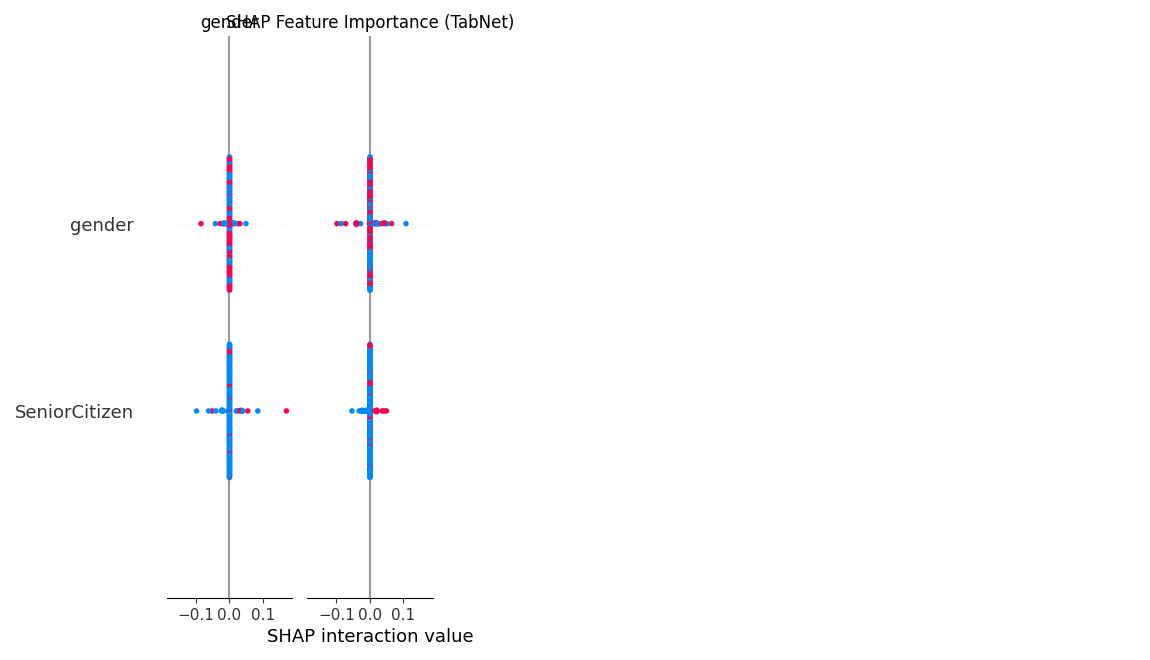 gender
SHAP Feature Importance (TabNet)
gender
SeniorCitizen
−0.1 0.0 0.1
−0.1 0.0 0.1
SHAP interaction value